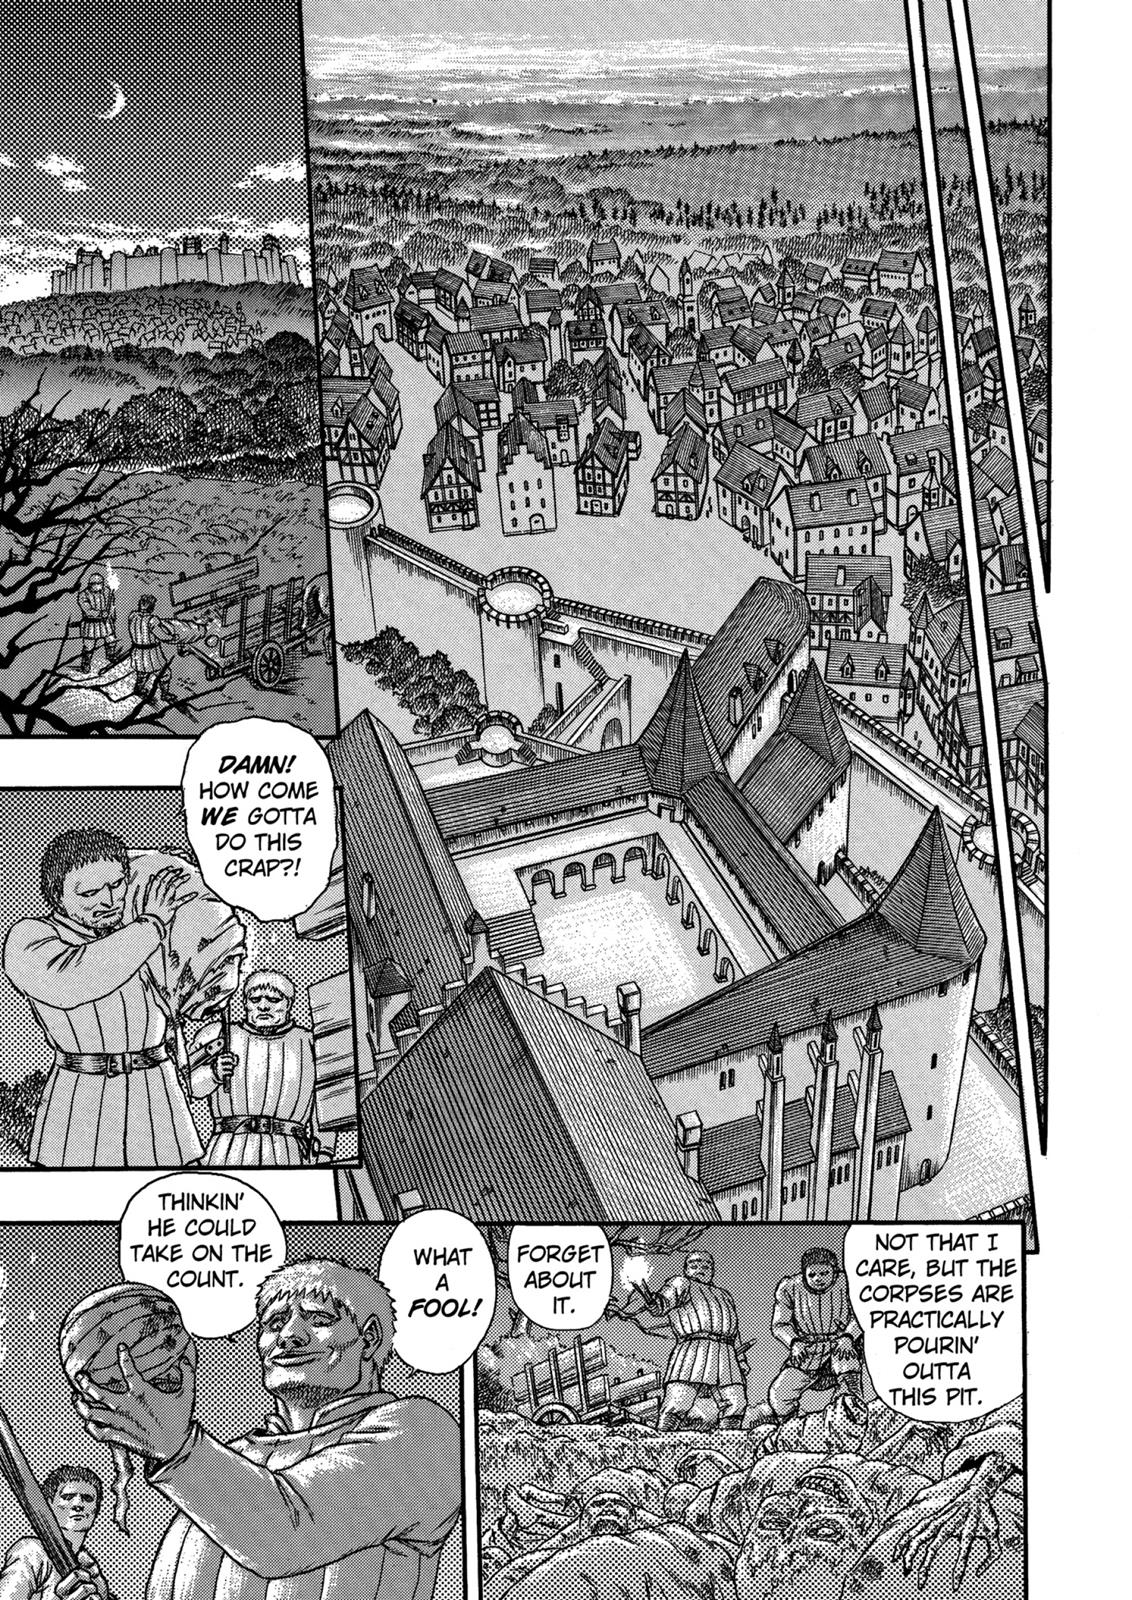 DAMN!
HOW COME
WE GOTTA
DO THIS
CRAP?!
NOT THAT I
CARE, BUT THE
CORPSES ARE
PRACTICALLY
POURIN'
OUTTA
THIS PIT.
FORGET
ABOUT
IT.
WHAT
A
FOOL!
THINKIN'
HE COULD
TAKE ON THE
COUNT.